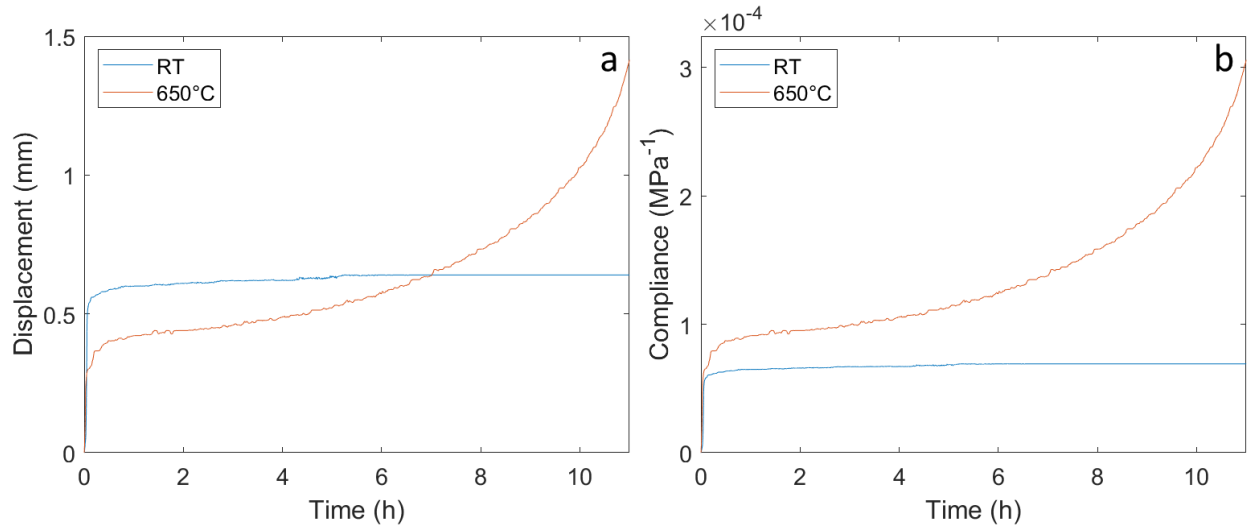 a
RT
650°C
1.5
1
0.5
0
Displacement (mm)
0 2 4 6 8 10
Time (h)
×10⁻⁴
b
RT
650°C
3
2
1
0
Compliance (MPa⁻¹)
0 2 4 6 8 10
Time (h)